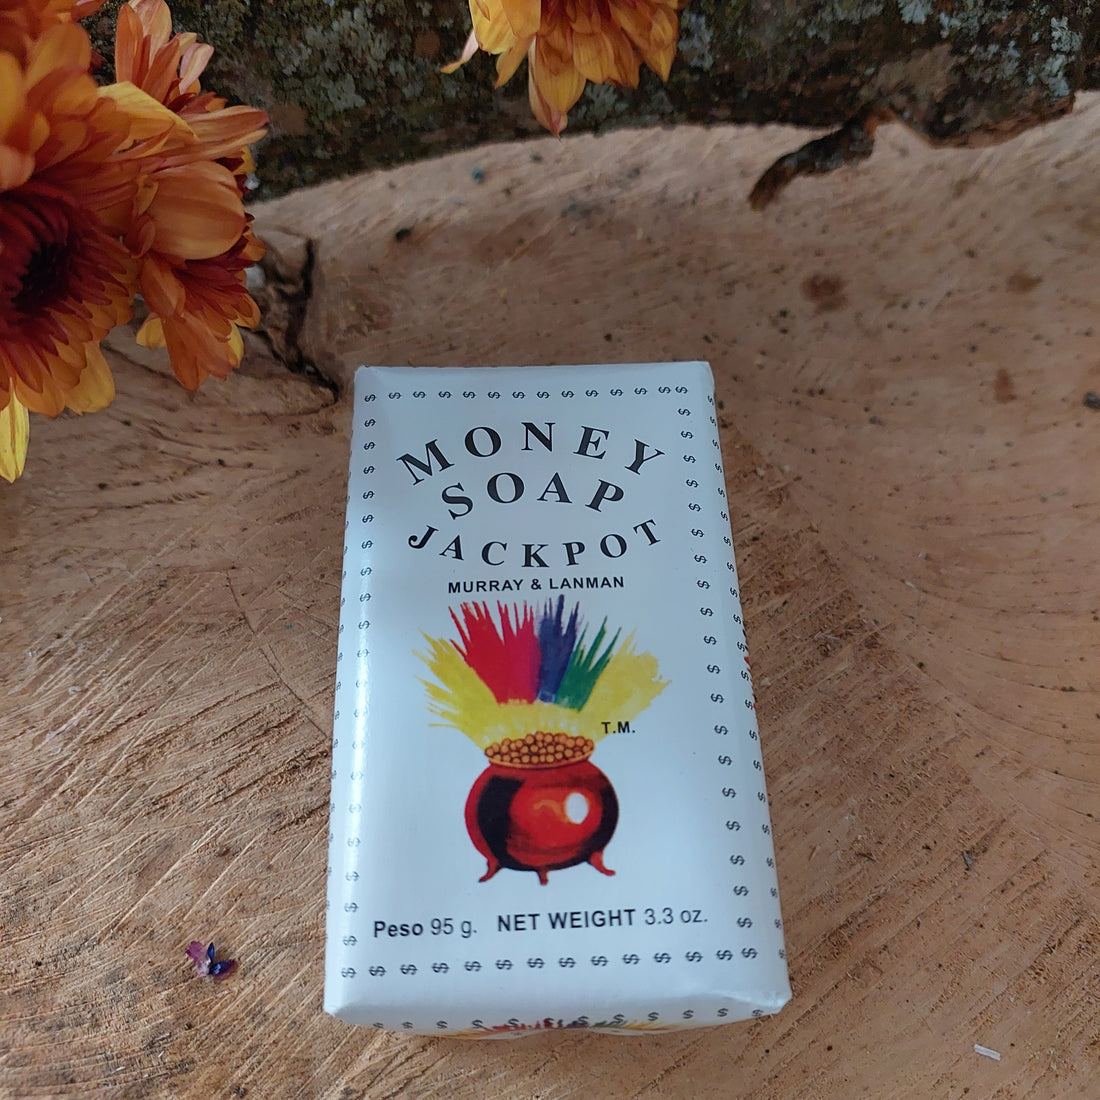 MONEY
SOAP
JACKPOT
MURRAY & LANMAN
T.M.
Peso 95 g. NET WEIGHT 3.3 oz.